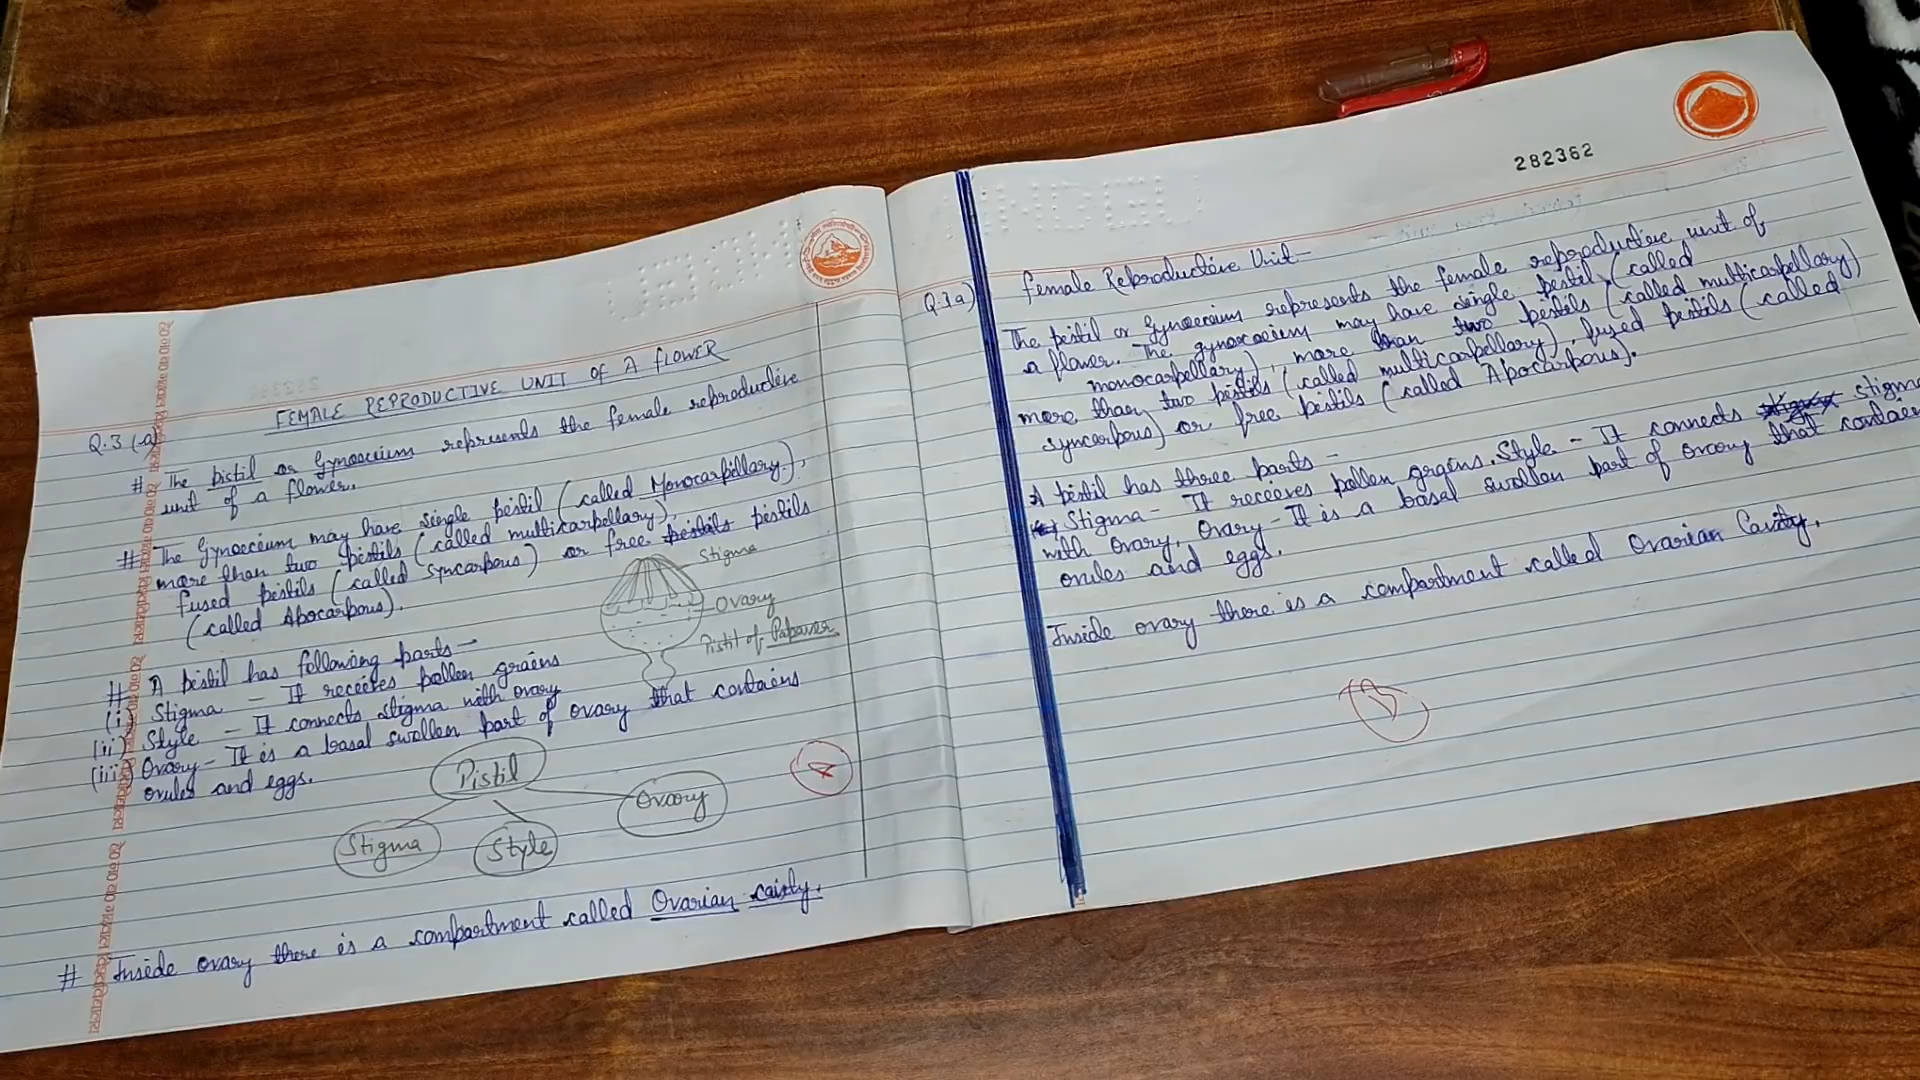 FEMALE REPRODUCTIVE UNIT OF A FLOWER
Q.3 (a)
# The pistil or Gynoecium represents the female reproductive
unit of a flower.
# The Gynoecium may have single pistil (called Monocarpellary),
more than two pistils (called multicarpellary),
fused pistils (called Syncarpous) or free pistils
(called Apocarpous).
Stigma
Ovary
Pistil of Papaver
# A pistil has following parts-
(i) Stigma - It receives pollen grains
(ii) Style - It connects stigma with ovary
(iii) Ovary - It is a basal swollen part of ovary that contains
ovules and eggs.
Pistil
Stigma
Style
Ovary
# Inside ovary there is a compartment called Ovarian cavity.
282362
Female Reproductive Unit-
Q.3 a)
The pistil or Gynoecium represents the female reproductive unit of
a flower. The gynoecium may have single pistil (called
monocarpellary), more than two pistils (called multicarpellary)
more than two pistils (called multicarpellary), fused pistils (called
syncarpous) or free pistils (called Apocarpous).
A pistil has three parts -
Stigma - It receives pollen grains. Style - It connects stigma
with ovary. Ovary - It is a basal swollen part of ovary that contain
ovules and eggs.
Inside ovary there is a compartment called Ovarian Cavity.